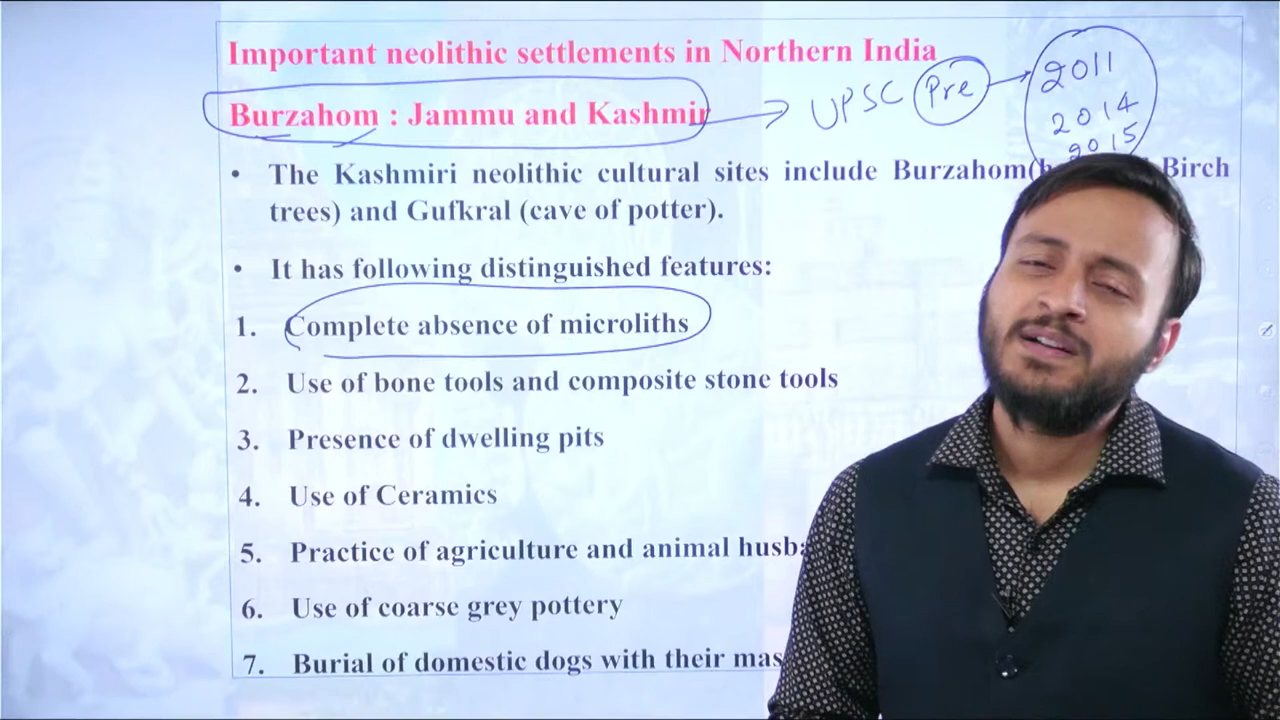 Important neolithic settlements in Northern India
Burzahom : Jammu and Kashmir → UPSC Pre → 2011
2014
2015
• The Kashmiri neolithic cultural sites include Burzahom( Birch
trees) and Gufkral (cave of potter).
• It has following distinguished features:
1. Complete absence of microliths
2. Use of bone tools and composite stone tools
3. Presence of dwelling pits
4. Use of Ceramics
5. Practice of agriculture and animal
6. Use of coarse grey pottery
7. Burial of domestic dogs with their